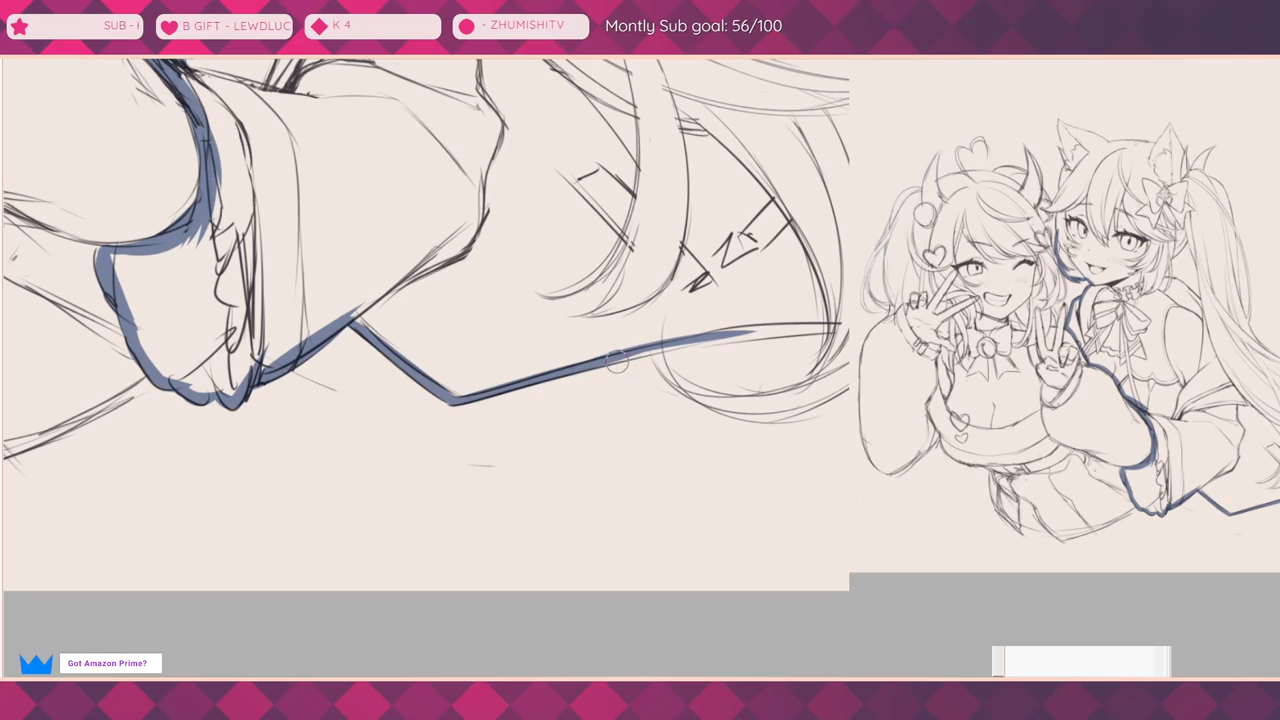 SUB -
B GIFT - LEWDLUC
K 4
- ZHUMISHITV
Montly Sub goal: 56/100
Got Amazon Prime?